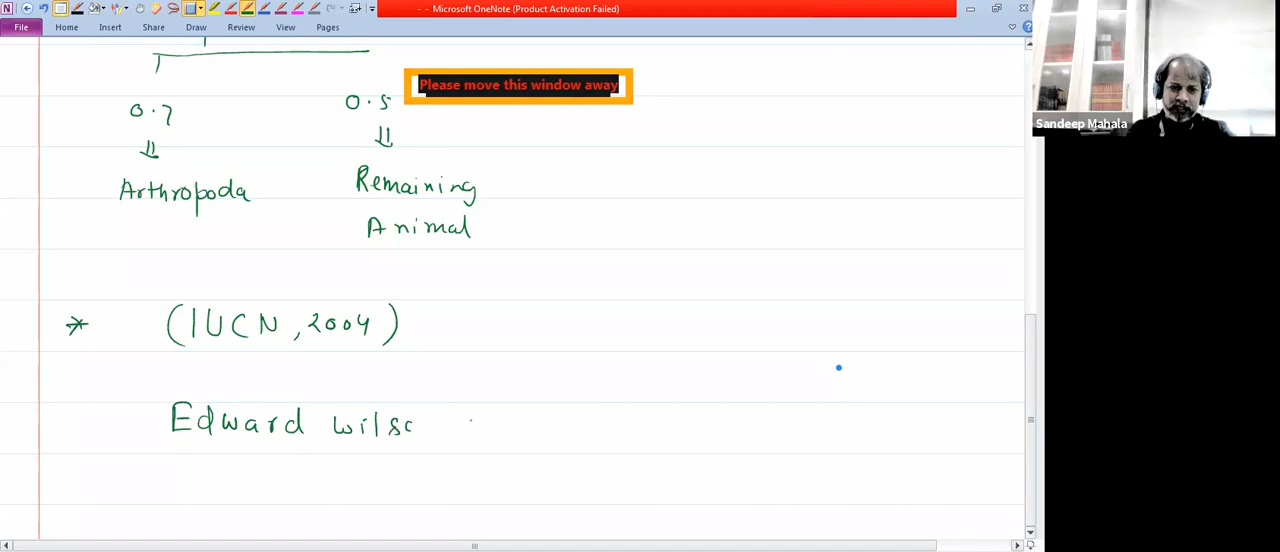 - - Microsoft OneNote (Product Activation Failed)
File Home Insert Share Draw Review View Pages
Please move this window away
Sandeep Mahala
0.7 0.5
Arthropoda Remaining
Animal
* (IUCN, 2004)
Edward wilso